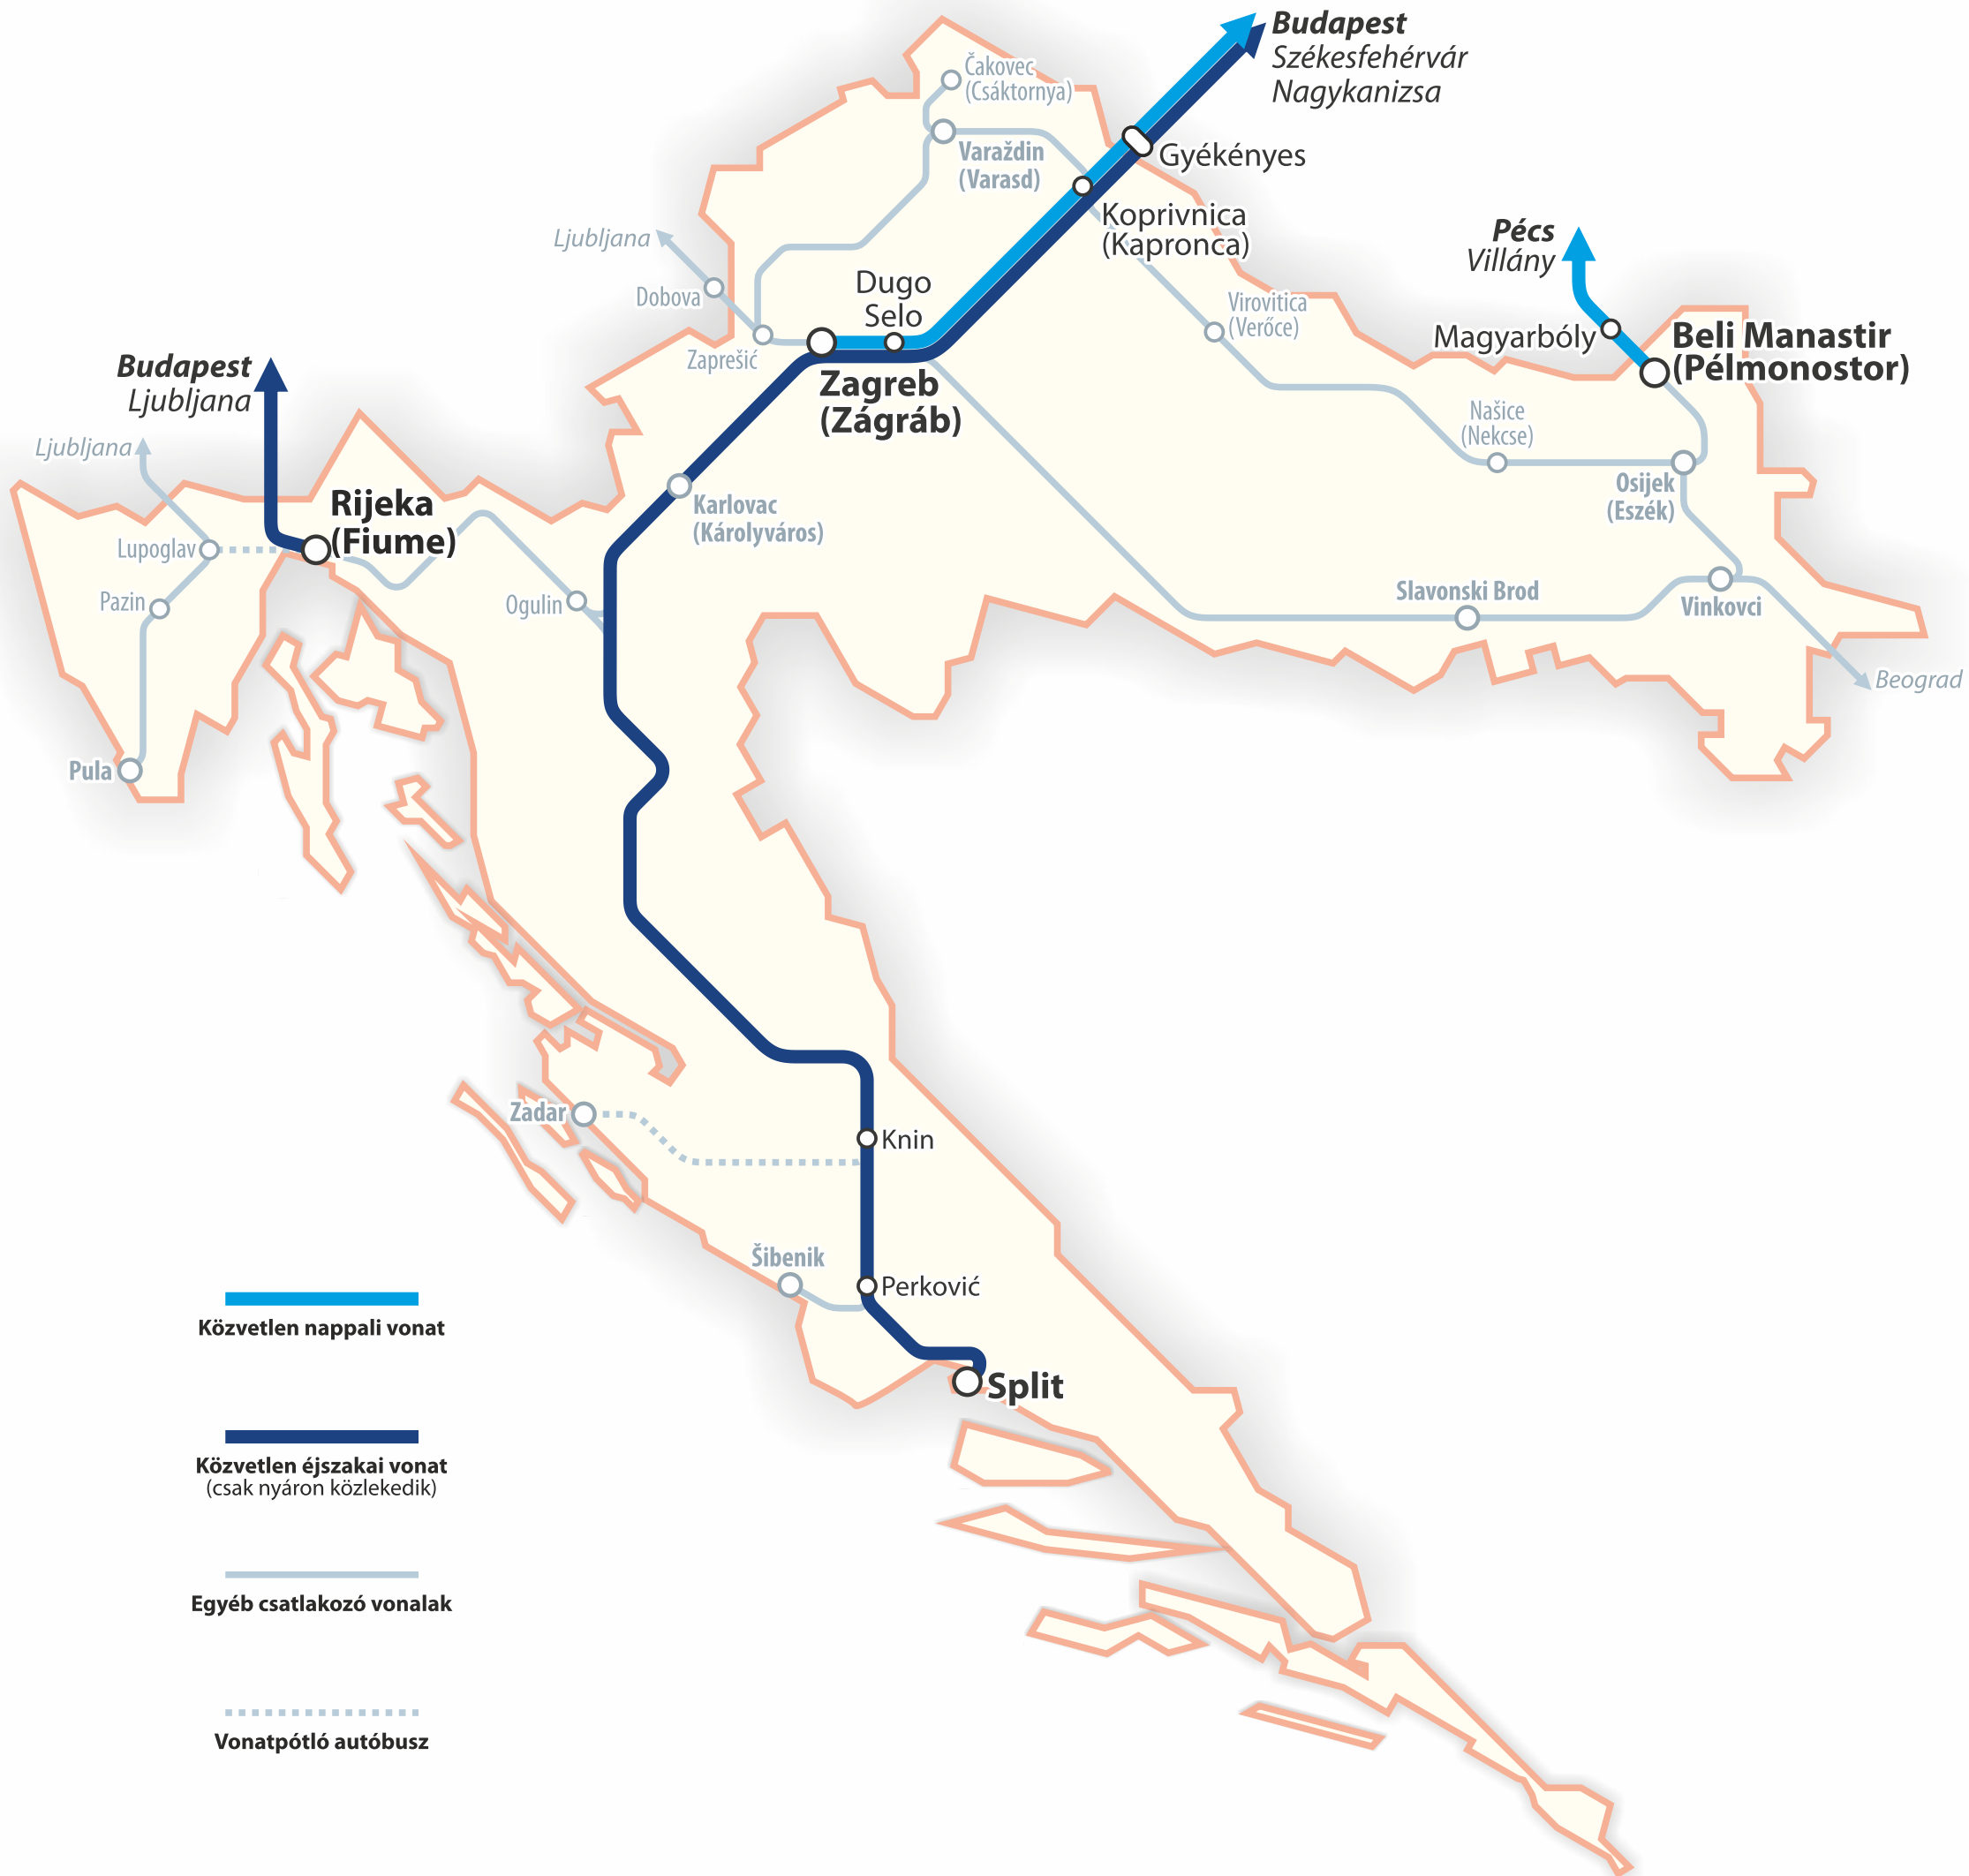 Budapest
Székesfehérvár
Nagykanizsa
Čakovec
(Csáktornya)
Varaždin
(Varasd)
Gyékényes
Koprivnica
(Kapronca)
Ljubljana
Dobova
Zaprešić
Dugo
Selo
Zagreb
(Zágráb)
Pécs
Villány
Magyarbóly
Beli Manastir
(Pélmonostor)
Virovitica
(Verőce)
Našice
(Nekcse)
Osijek
(Eszék)
Budapest
Ljubljana
Ljubljana
Rijeka
(Fiume)
Lupoglav
Pazin
Pula
Karlovac
(Károlyváros)
Ogulin
Slavonski Brod
Vinkovci
Beograd
Zadar
Knin
Šibenik
Perković
Split
Közvetlen nappali vonat
Közvetlen éjszakai vonat
(csak nyáron közlekedik)
Egyéb csatlakozó vonalak
Vonatpótló autóbusz